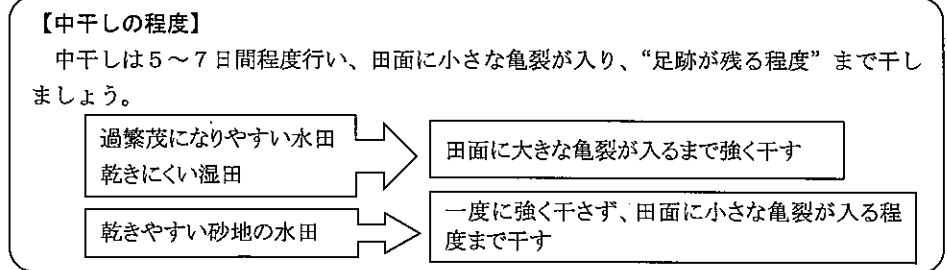 【中干しの程度】
中干しは5～7日間程度行い、田面に小さな亀裂が入り、“足跡が残る程度”まで干し
ましょう。
過繁茂になりやすい水田
乾きにくい湿田
田面に大きな亀裂が入るまで強く干す
乾きやすい砂地の水田
一度に強く干さず、田面に小さな亀裂が入る程
度まで干す